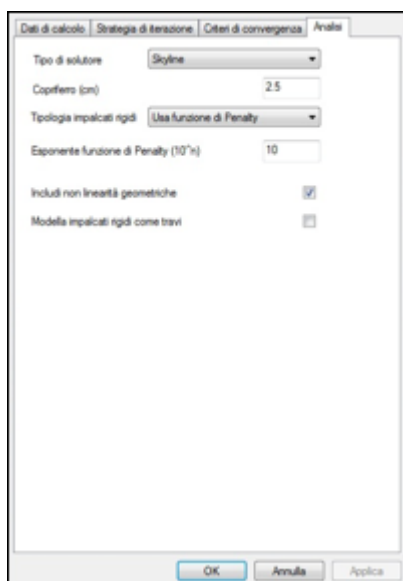 Dati di calcolo Strategia di iterazione Criteri di convergenza Analisi
Tipo di solutore Skyline
Copriferro (cm) 2.5
Tipologia impalcati rigidi Usa funzione di Penalty
Esponente funzione di Penalty (10^n) 10
Includi non linearità geometriche
Modella impalcati rigidi come travi
OK Annulla Applica